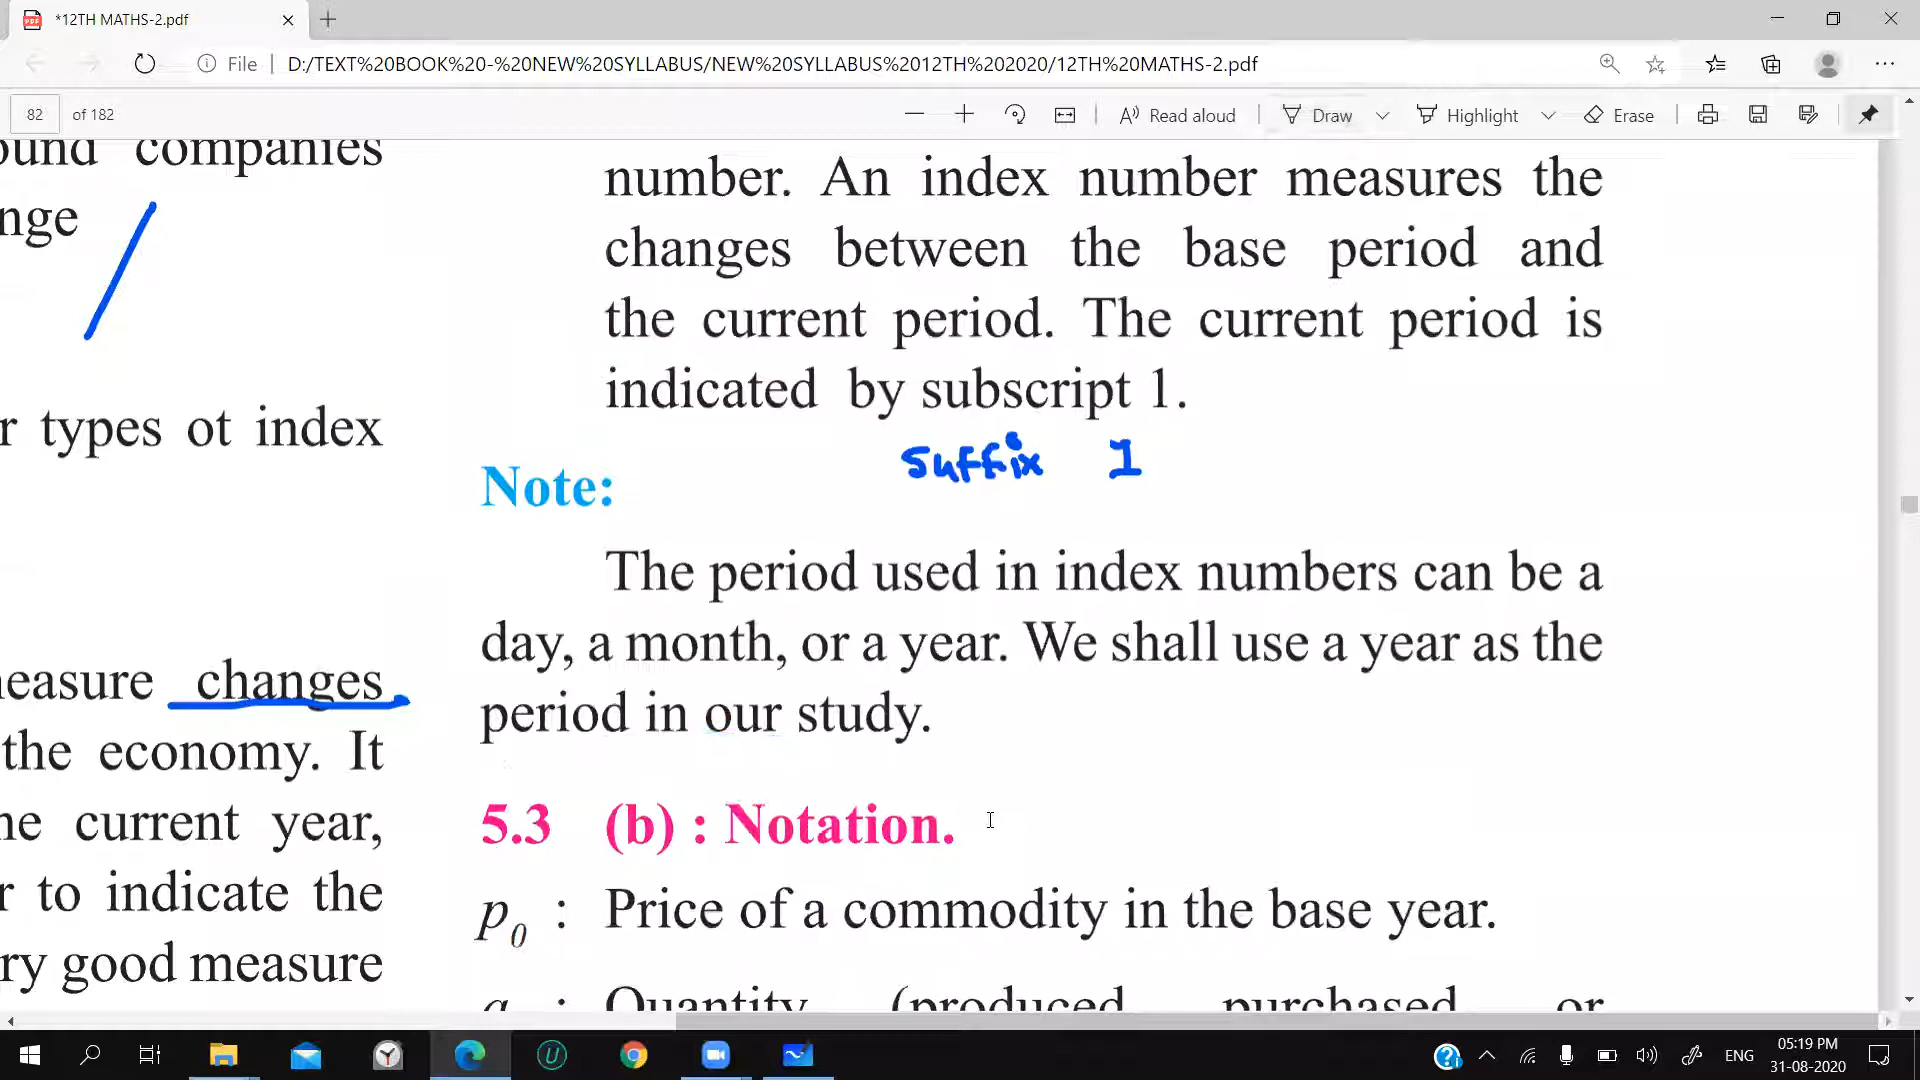 *12TH MATHS-2.pdf
File
D:/TEXT%20BOOK%20-%20NEW%20SYLLABUS/NEW%20SYLLABUS%2012TH%202020/12TH%20MATHS-2.pdf
82 of 182
Read aloud
Draw
Highlight
Erase
ound companies
nge
r types ot index
neasure changes
the economy. It
ne current year,
r to indicate the
ry good measure
number. An index number measures the
changes between the base period and
the current period. The current period is
indicated by subscript 1.
Suffix 1
Note:
The period used in index numbers can be a
day, a month, or a year. We shall use a year as the
period in our study.
5.3 (b) : Notation.
p0 : Price of a commodity in the base year.
q : Quantity (produced purchased or
ENG
05:19 PM
31-08-2020